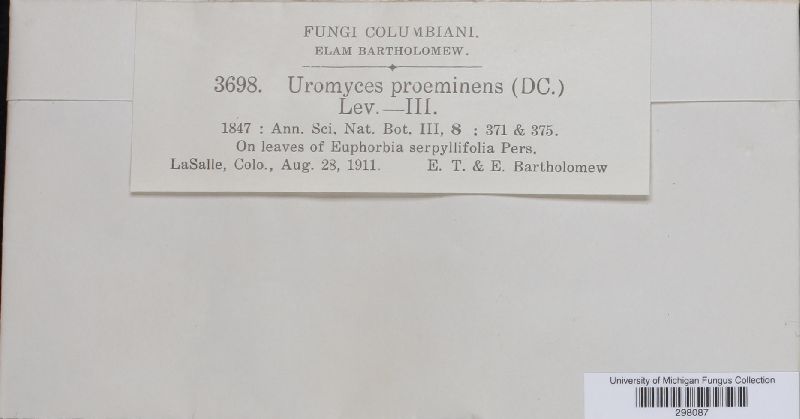 FUNGI COLUMBIANI.
ELAM BARTHOLOMEW.
3698. Uromyces proeminens (DC.)
Lev.—III.
1847 : Ann. Sci. Nat. Bot. III, 8 : 371 & 375.
On leaves of Euphorbia serpyllifolia Pers.
LaSalle, Colo., Aug. 28, 1911. E. T. & E. Bartholomew
University of Michigan Fungus Collection
298087